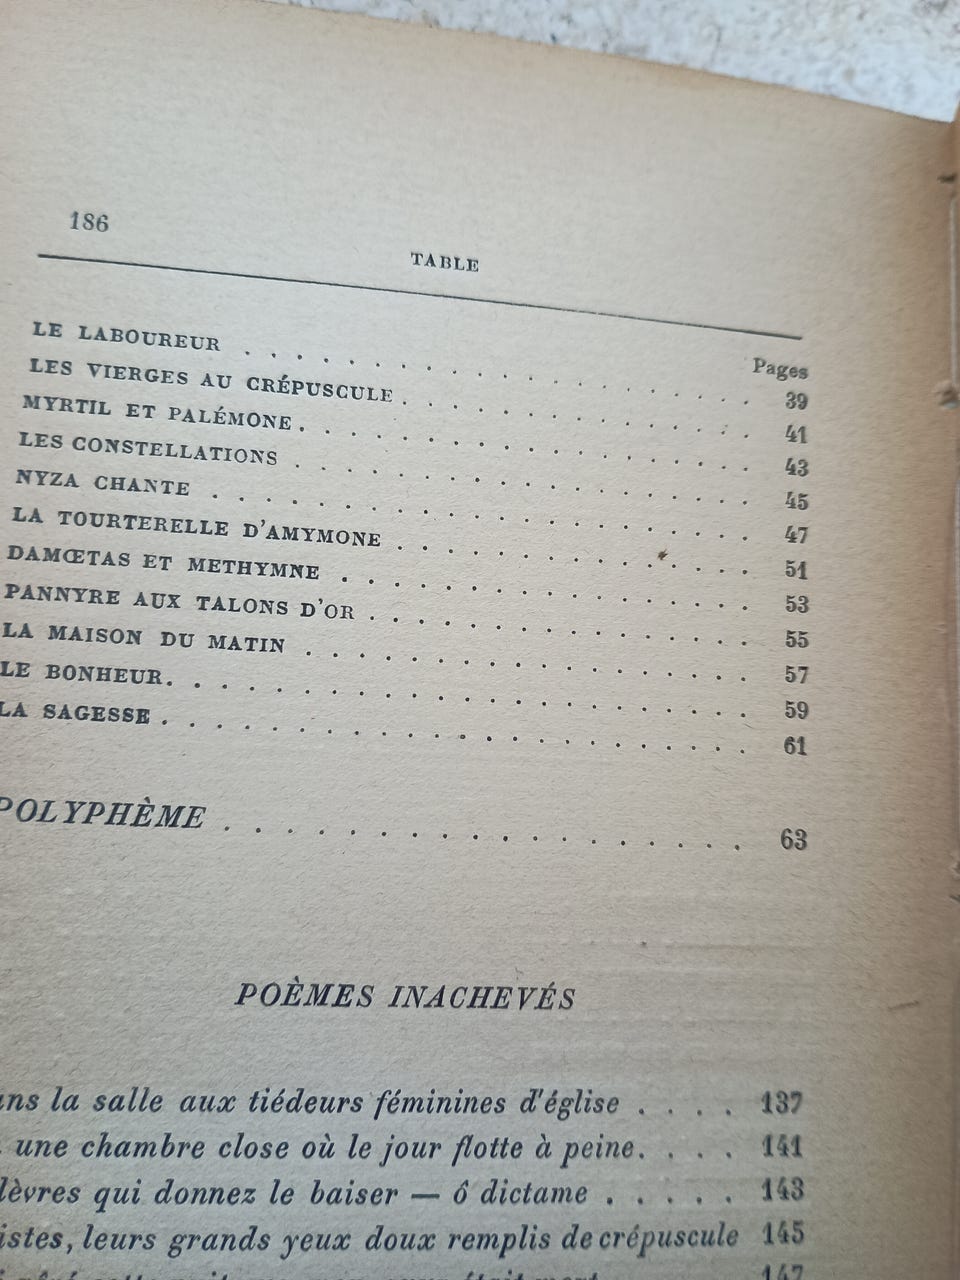 186
TABLE
Pages
LE LABOUREUR . . . . . . . . . . . . . . . . . . . . 39
LES VIERGES AU CRÉPUSCULE . . . . . . . . . . . . . . 41
MYRTIL ET PALÉMONE . . . . . . . . . . . . . . . . . . 43
LES CONSTELLATIONS . . . . . . . . . . . . . . . . . . 45
NYZA CHANTE . . . . . . . . . . . . . . . . . . . . . 47
LA TOURTERELLE D'AMYMONE . . . . . . . . . . . . . . 51
DAMŒTAS ET METHYMNE . . . . . . . . . . . . . . . . 53
PANNYRE AUX TALONS D'OR . . . . . . . . . . . . . . . 55
LA MAISON DU MATIN . . . . . . . . . . . . . . . . . . 57
LE BONHEUR . . . . . . . . . . . . . . . . . . . . . . 59
LA SAGESSE . . . . . . . . . . . . . . . . . . . . . . 61
POLYPHÈME . . . . . . . . . . . . . . . . . . 63
POÈMES INACHEVÉS
ns la salle aux tiédeurs féminines d'église . . . . 137
une chambre close où le jour flotte à peine . . . . 141
lèvres qui donnez le baiser — ô dictame . . . . . 143
istes, leurs grands yeux doux remplis de crépuscule 145
147